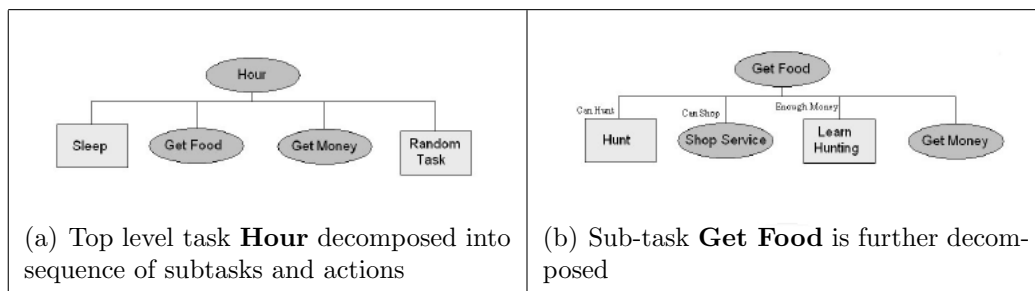 Hour
Sleep
Get Food
Get Money
Random
Task
(a) Top level task Hour decomposed into
sequence of subtasks and actions
Get Food
Can Hunt
Can Shop
Enough Money
Hunt
Shop Service
Learn
Hunting
Get Money
(b) Sub-task Get Food is further decom-
posed